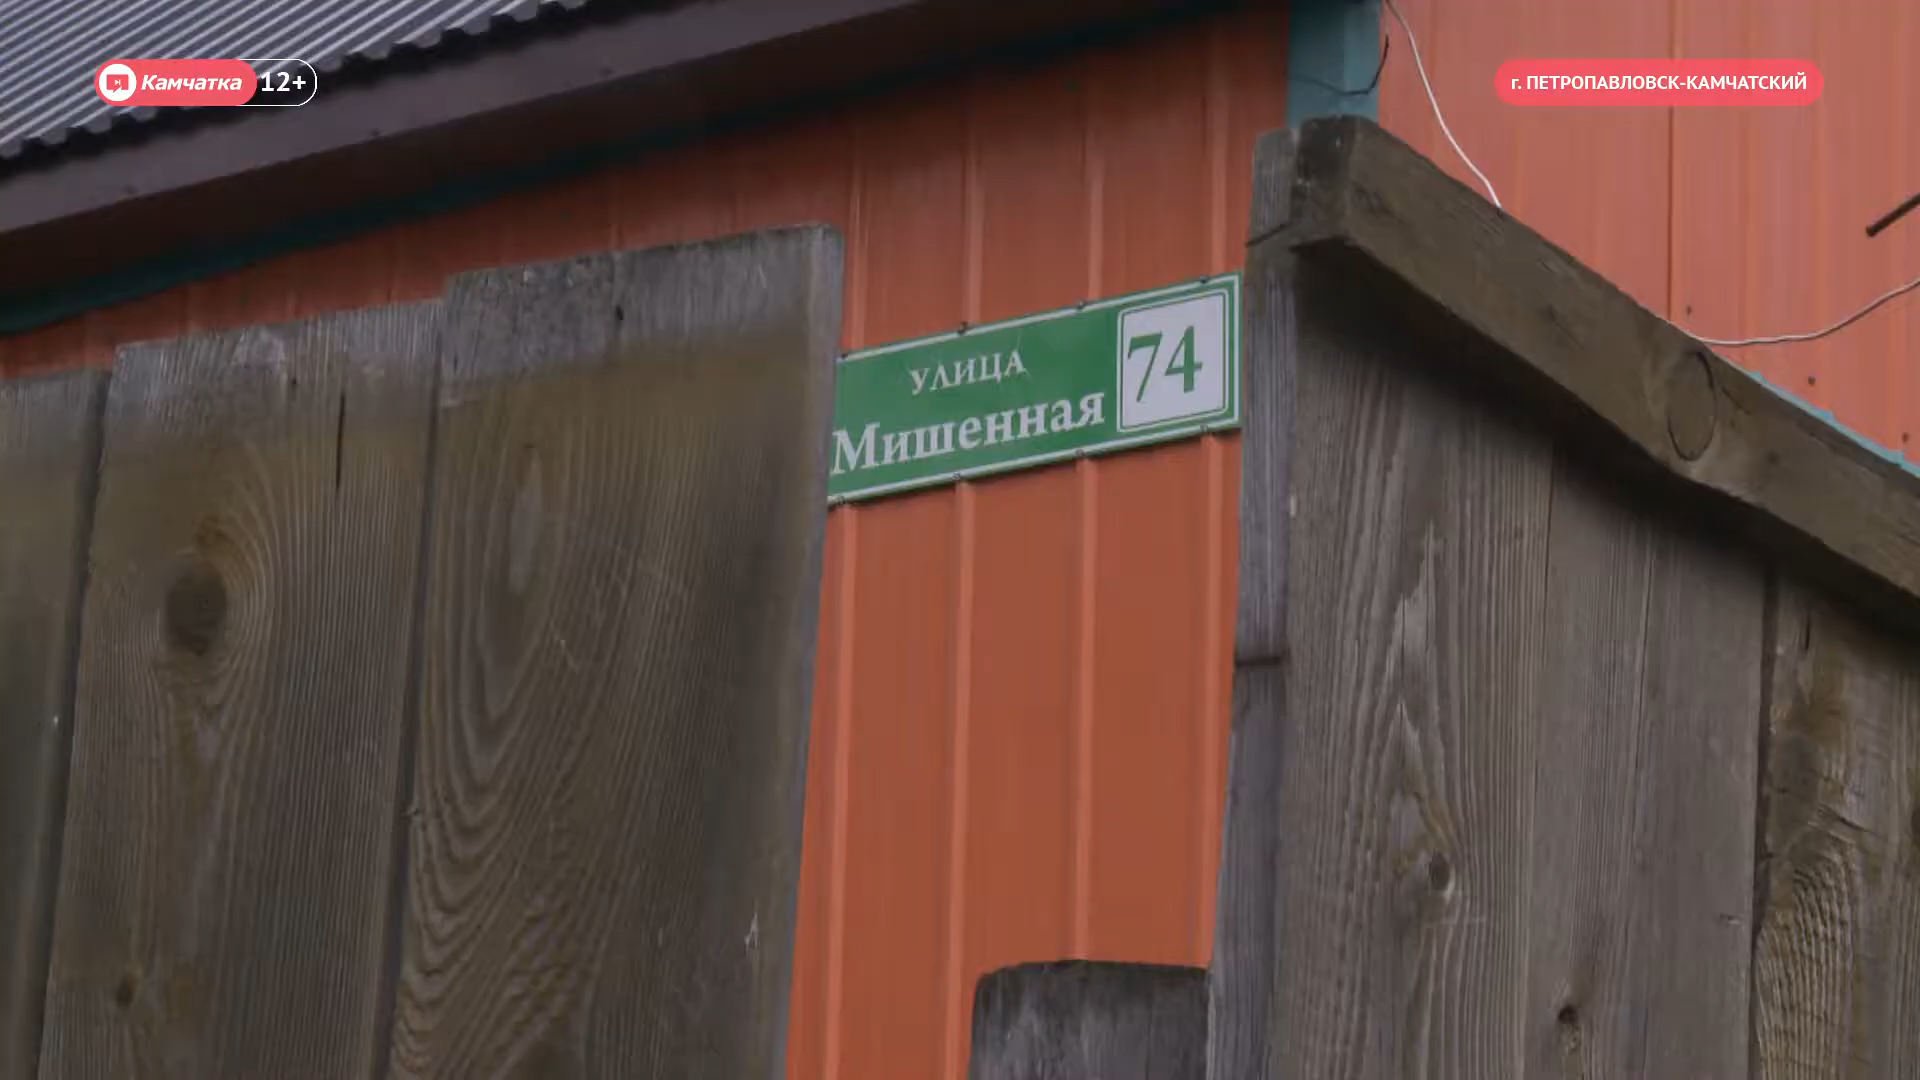 Камчатка 12+
г. ПЕТРОПАВЛОВСК-КАМЧАТСКИЙ
УЛИЦА
Мишенная 74